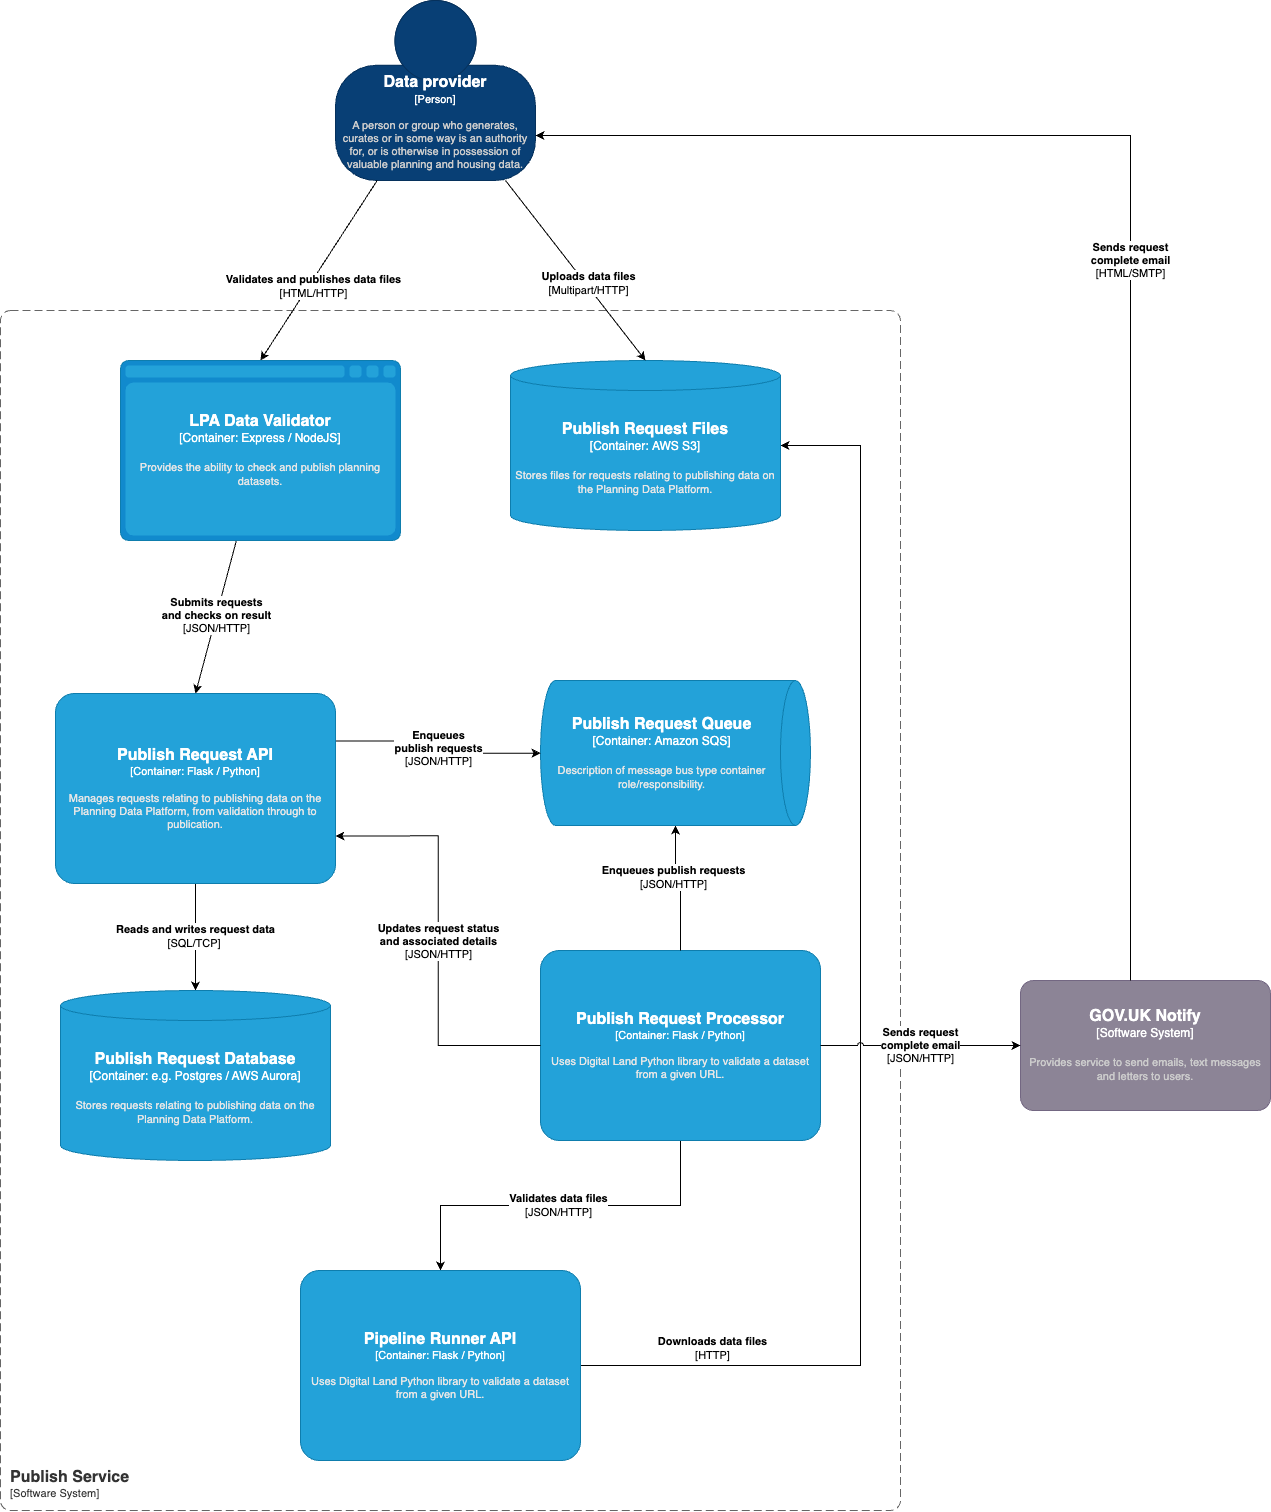 Data provider
[Person]
A person or group who generates,
curates or in some way is an authority
for, or is otherwise in possession of
valuable planning and housing data.
Sends request
complete email
[HTML/SMTP]
Validates and publishes data files
[HTML/HTTP]
Uploads data files
[Multipart/HTTP]
LPA Data Validator
[Container: Express / NodeJS]
Provides the ability to check and publish planning
datasets.
Publish Request Files
[Container: AWS S3]
Stores files for requests relating to publishing data on
the Planning Data Platform.
Submits requests
and checks on result
[JSON/HTTP]
Publish Request API
[Container: Flask / Python]
Manages requests relating to publishing data on the
Planning Data Platform, from validation through to
publication.
Enqueues
publish requests
[JSON/HTTP]
Publish Request Queue
[Container: Amazon SQS]
Description of message bus type container
role/responsibility.
Enqueues publish requests
[JSON/HTTP]
Reads and writes request data
[SQL/TCP]
Updates request status
and associated details
[JSON/HTTP]
Publish Request Database
[Container: e.g. Postgres / AWS Aurora]
Stores requests relating to publishing data on the
Planning Data Platform.
Publish Request Processor
[Container: Flask / Python]
Uses Digital Land Python library to validate a dataset
from a given URL.
Sends request
complete email
[JSON/HTTP]
GOV.UK Notify
[Software System]
Provides service to send emails, text messages
and letters to users.
Validates data files
[JSON/HTTP]
Pipeline Runner API
[Container: Flask / Python]
Uses Digital Land Python library to validate a dataset
from a given URL.
Downloads data files
[HTTP]
Publish Service
[Software System]